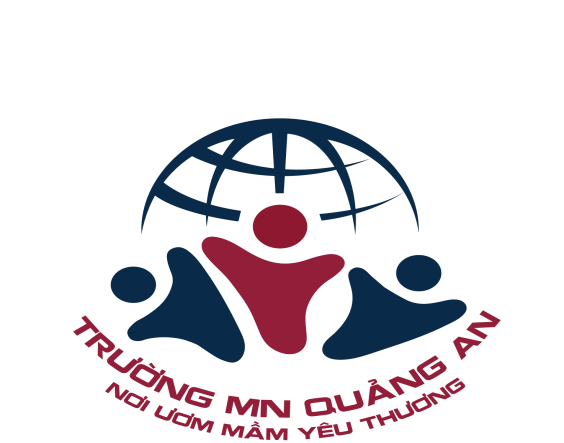 TRƯỜNG MN QUẢNG AN
NƠI ƯƠM MẦM YÊU THƯƠNG